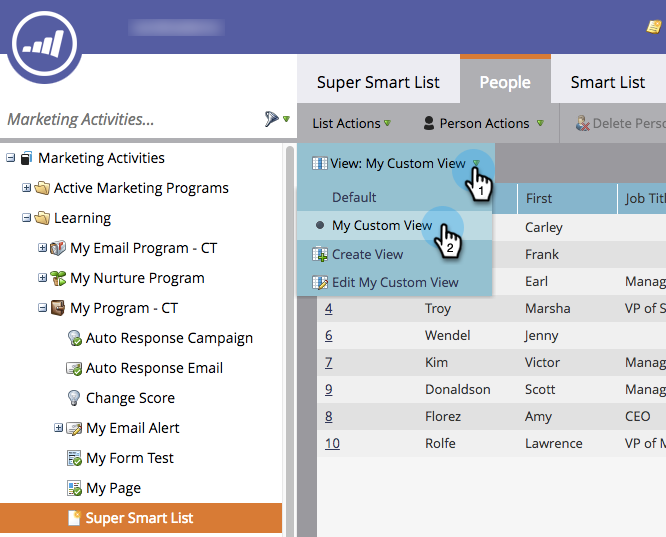 Super Smart List People Smart List
Marketing Activities...
List Actions Person Actions Delete Perso
Marketing Activities
Active Marketing Programs
Learning
My Email Program - CT
My Nurture Program
My Program - CT
Auto Response Campaign
Auto Response Email
Change Score
My Email Alert
My Form Test
My Page
Super Smart List
View: My Custom View
1
Default
My Custom View
2
Create View
Edit My Custom View
First Job Titl
Carley
Frank
Earl Manag
4 Troy Marsha VP of S
6 Wendel Jenny
7 Kim Victor Manag
9 Donaldson Scott Manag
8 Florez Amy CEO
10 Rolfe Lawrence VP of M